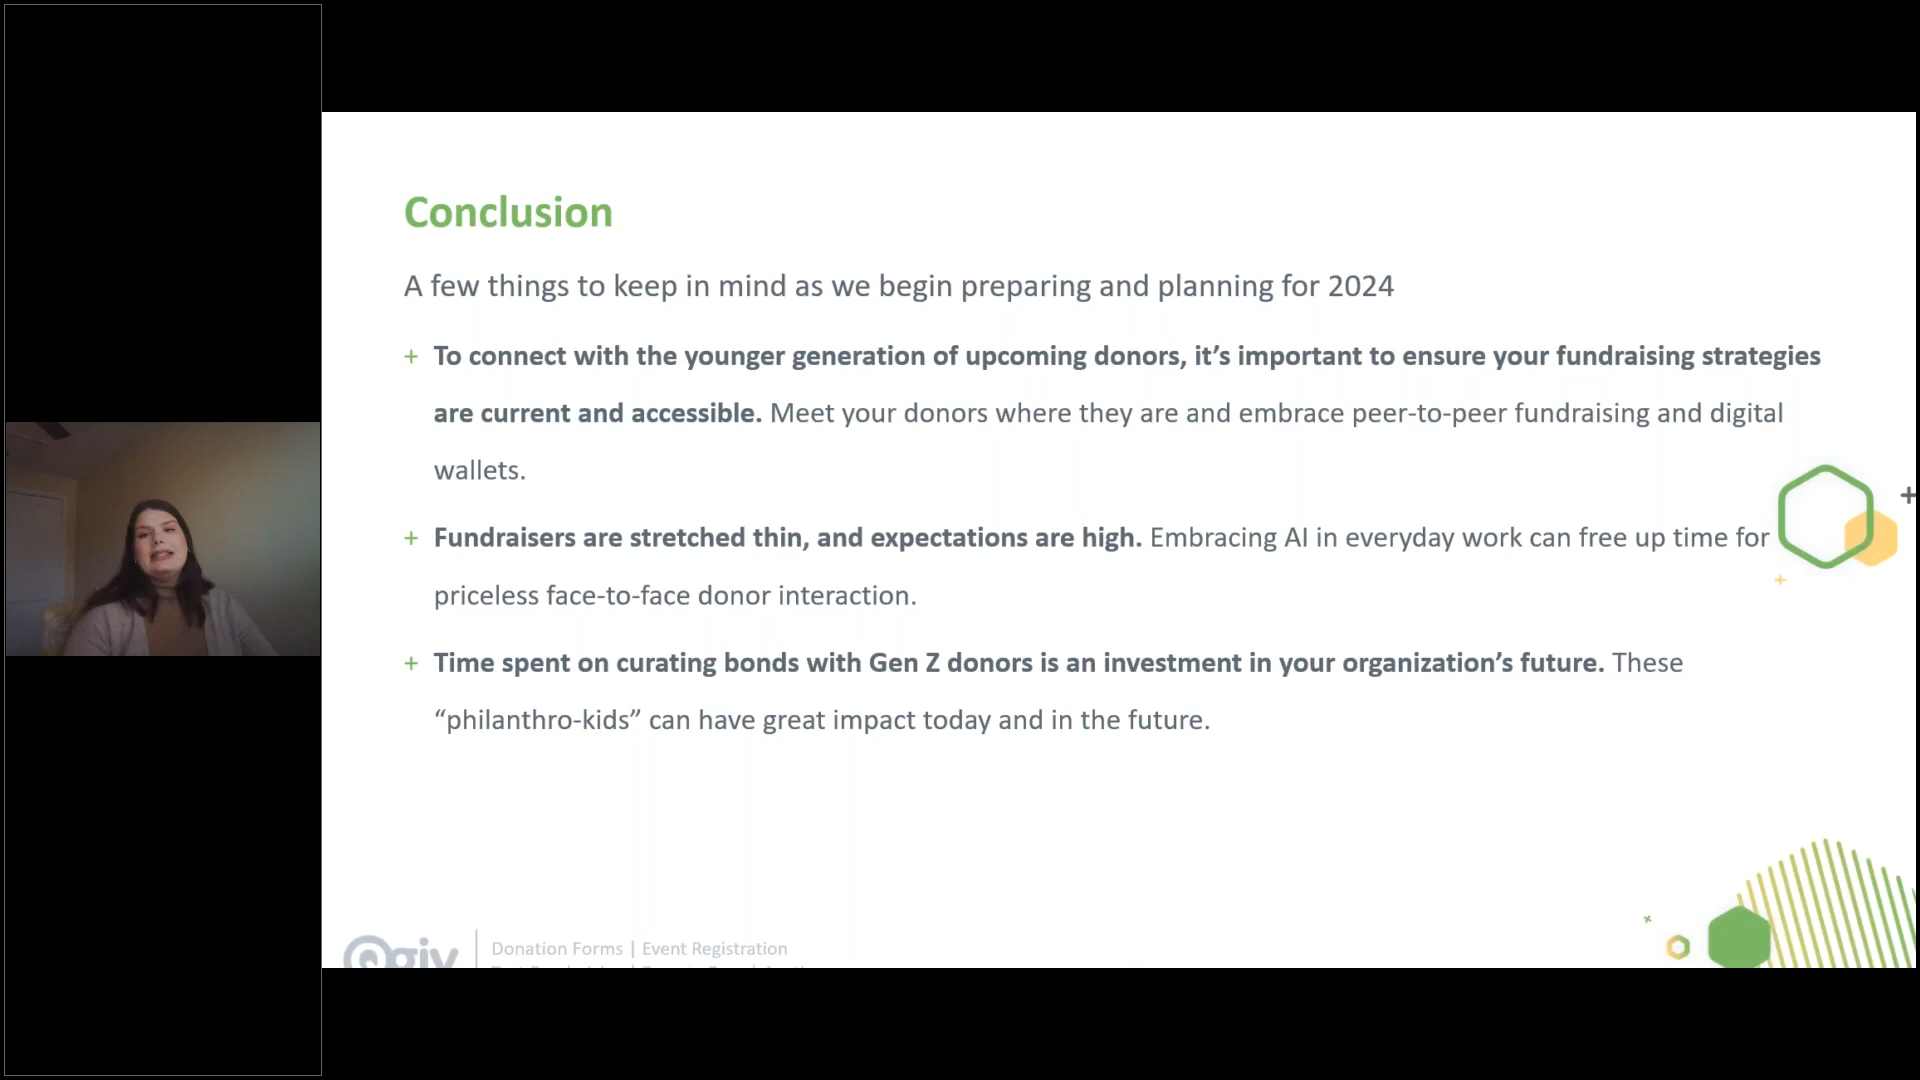 Conclusion
A few things to keep in mind as we begin preparing and planning for 2024
+ To connect with the younger generation of upcoming donors, it’s important to ensure your fundraising strategies
are current and accessible. Meet your donors where they are and embrace peer-to-peer fundraising and digital
wallets.
+ Fundraisers are stretched thin, and expectations are high. Embracing AI in everyday work can free up time for
priceless face-to-face donor interaction.
+ Time spent on curating bonds with Gen Z donors is an investment in your organization’s future. These
“philanthro-kids” can have great impact today and in the future.
Qgiv
Donation Forms | Event Registration